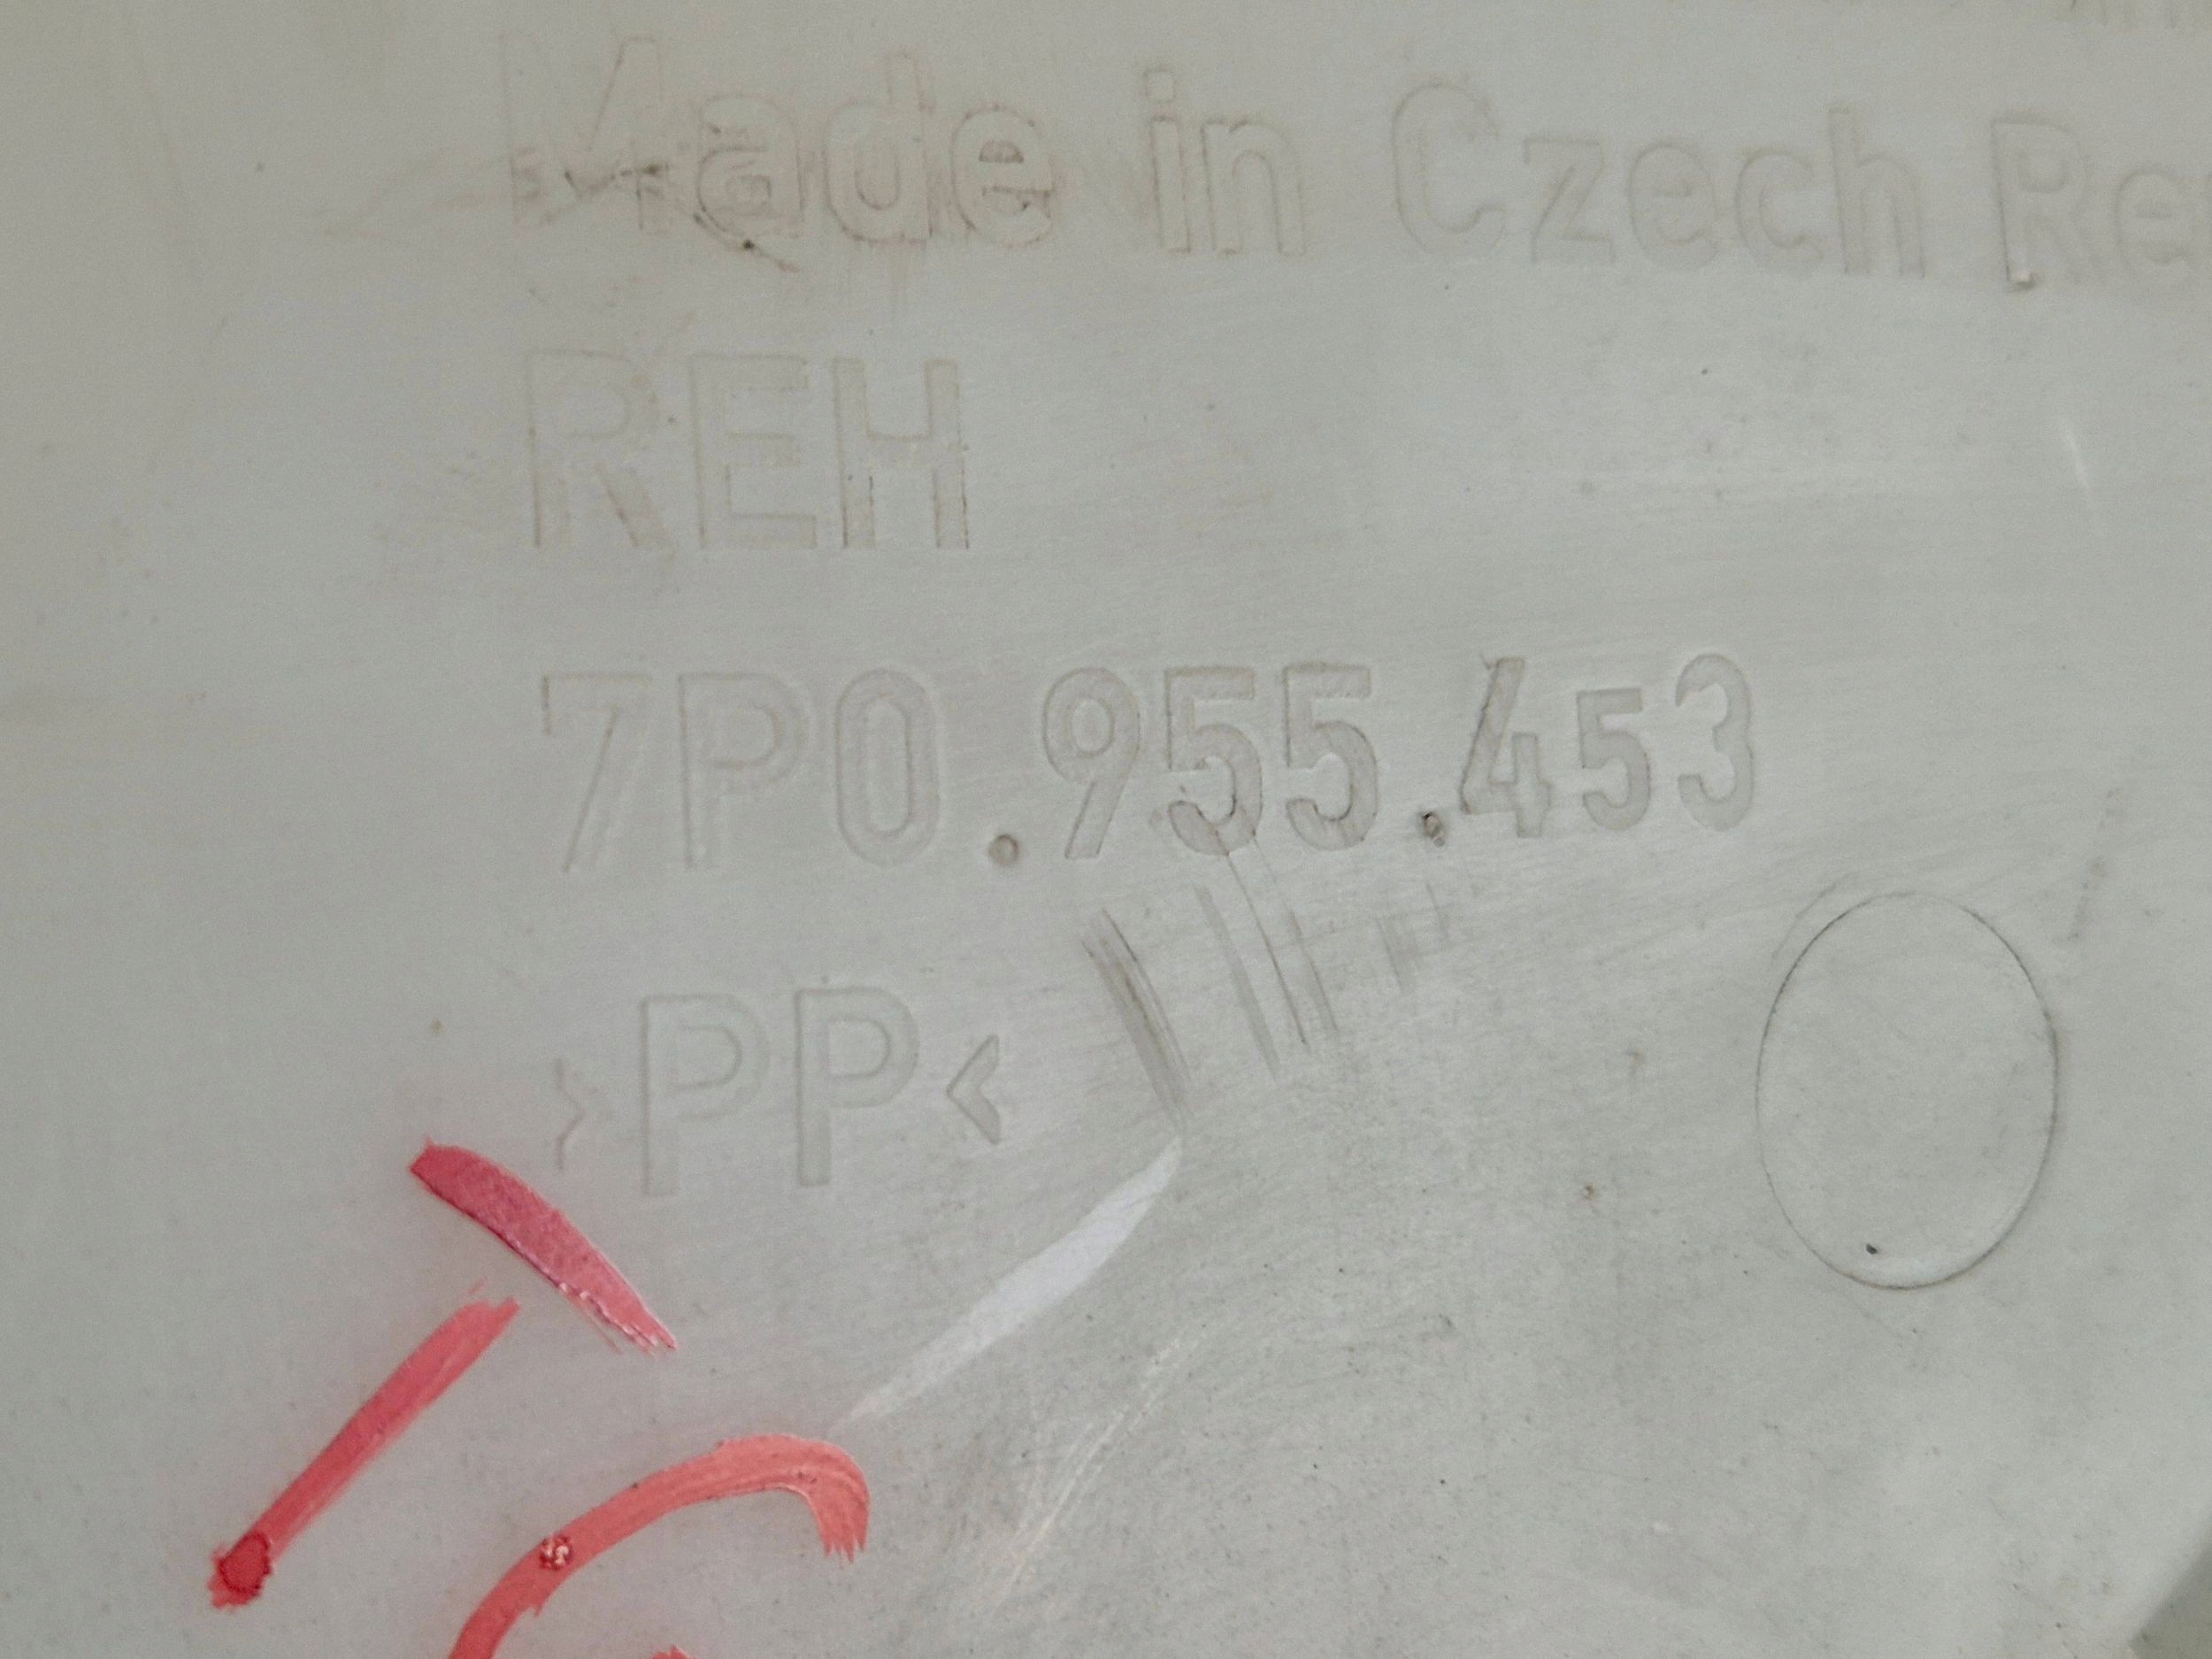 Made in Czech Re
REH
7P0.955.453
>PP<